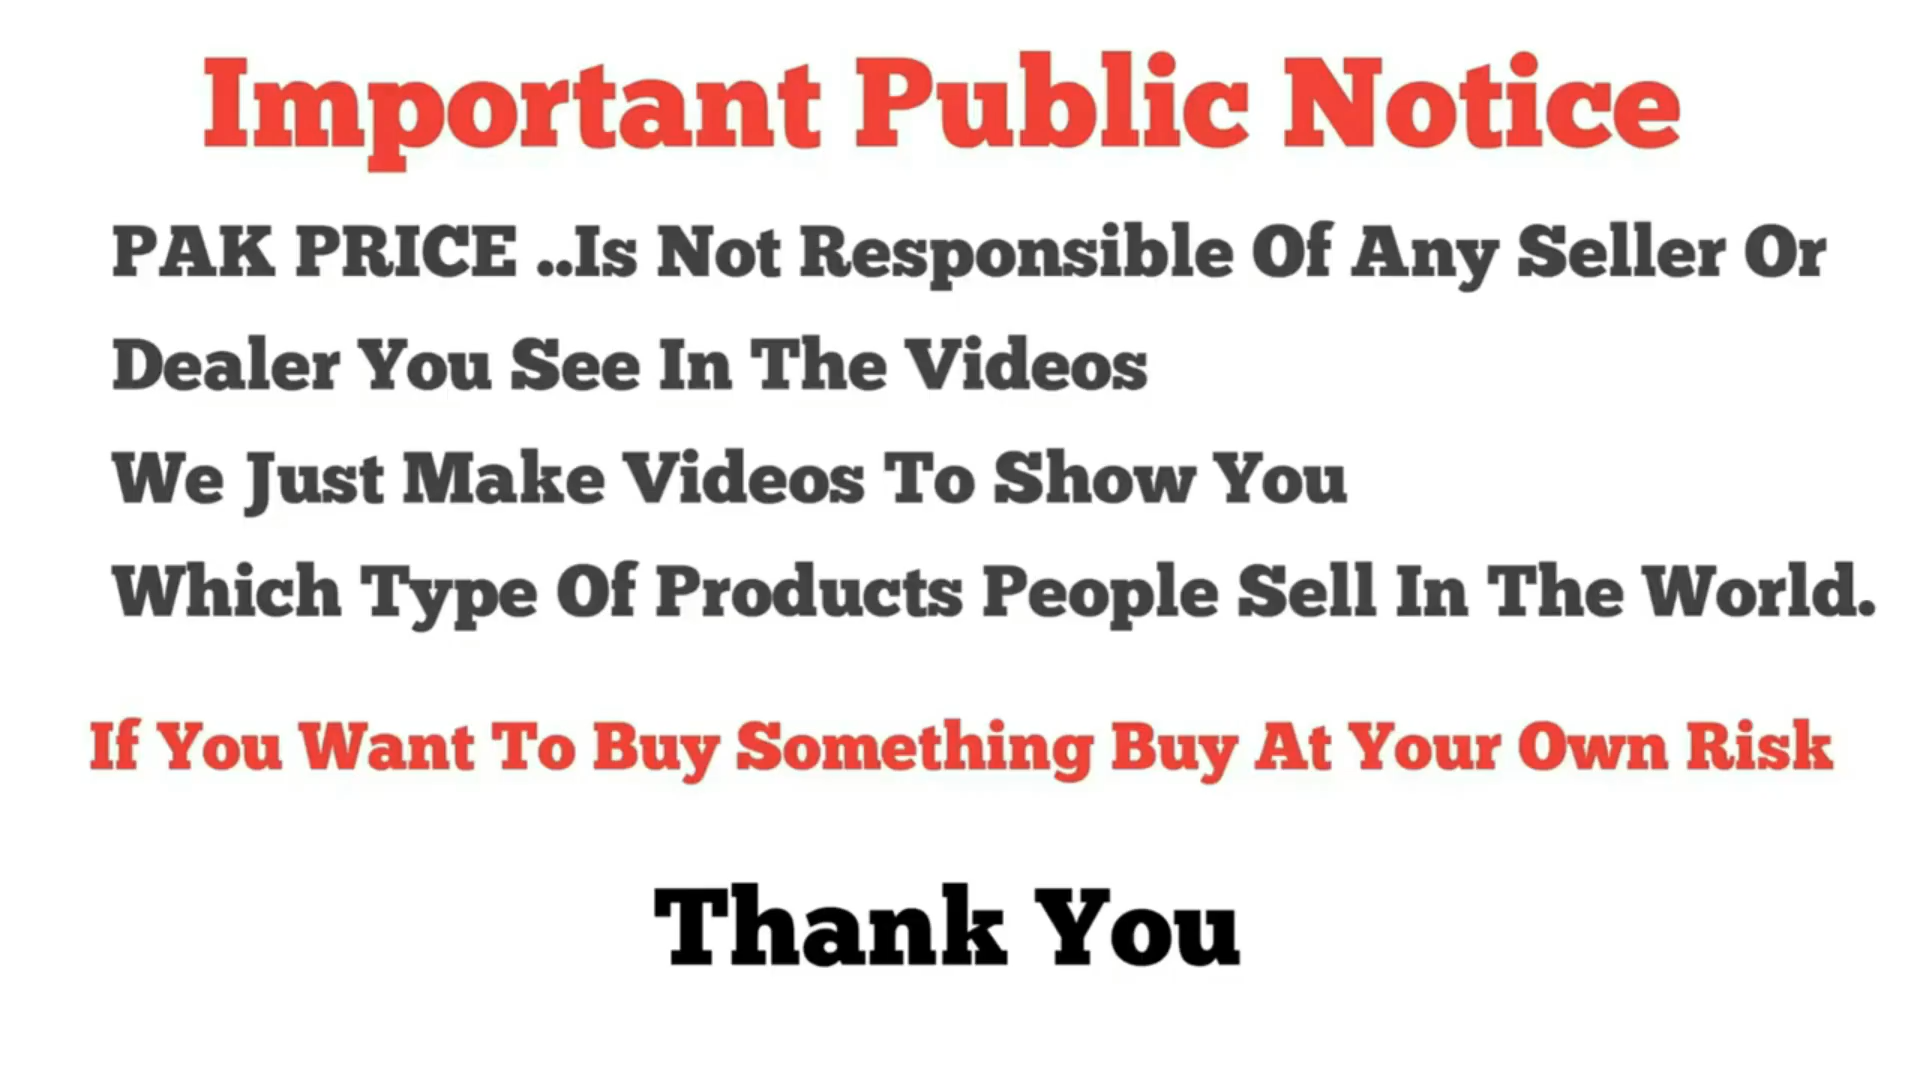 Important Public Notice
PAK PRICE ..Is Not Responsible Of Any Seller Or
Dealer You See In The Videos
We Just Make Videos To Show You
Which Type Of Products People Sell In The World.
If You Want To Buy Something Buy At Your Own Risk
Thank You